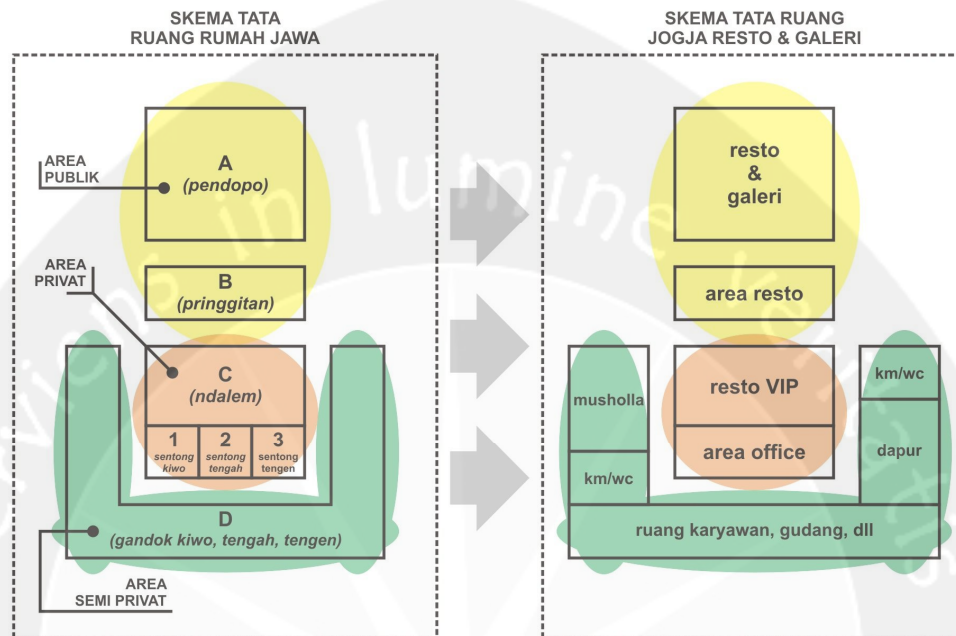 SKEMA TATA
RUANG RUMAH JAWA
AREA
PUBLIK
A
(pendopo)
AREA
PRIVAT
B
(pringgitan)
C
(ndalem)
1
sentong
kiwo
2
sentong
tengah
3
sentong
tengen
D
(gandok kiwo, tengah, tengen)
AREA
SEMI PRIVAT
SKEMA TATA RUANG
JOGJA RESTO & GALERI
resto
&
galeri
area resto
musholla
km/wc
resto VIP
area office
km/wc
dapur
ruang karyawan, gudang, dll
in lumine